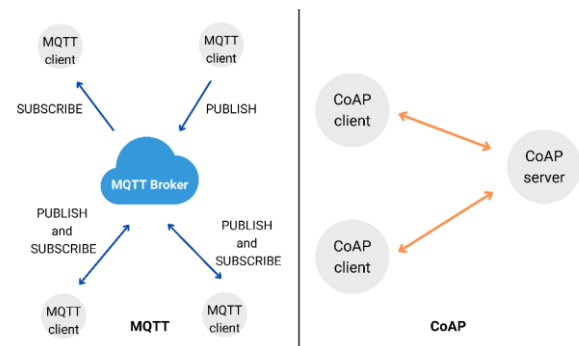 MQTT
client
MQTT
client
SUBSCRIBE
PUBLISH
MQTT Broker
PUBLISH
and
SUBSCRIBE
PUBLISH
and
SUBSCRIBE
MQTT
client
MQTT
client
MQTT
CoAP
client
CoAP
server
CoAP
client
CoAP